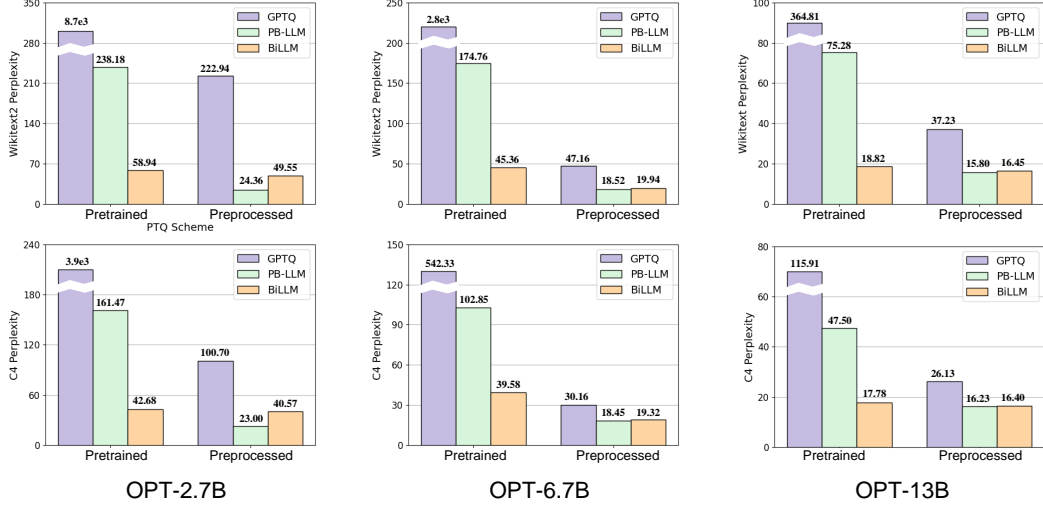 350
280
210
140
70
0
Wikitext2 Perplexity
8.7e3
238.18
58.94
222.94
24.36
49.55
GPTQ
PB-LLM
BiLLM
Pretrained
Preprocessed
PTQ Scheme
200
150
100
50
0
Wikitext2 Perplexity
2.8e3
174.76
45.36
47.16
18.52
19.94
GPTQ
PB-LLM
BiLLM
Pretrained
Preprocessed
100
80
60
40
20
0
Wikitext Perplexity
364.81
75.28
18.82
37.23
15.80
16.45
GPTQ
PB-LLM
BiLLM
Pretrained
Preprocessed
240
180
120
60
0
C4 Perplexity
3.9e3
161.47
42.68
100.70
23.00
40.57
GPTQ
PB-LLM
BiLLM
Pretrained
Preprocessed
150
120
90
60
30
0
C4 Perplexity
542.33
102.85
39.58
30.16
18.45
19.32
GPTQ
PB-LLM
BiLLM
Pretrained
Preprocessed
80
60
40
20
0
C4 Perplexity
115.91
47.50
17.78
26.13
16.23
16.40
GPTQ
PB-LLM
BiLLM
Pretrained
Preprocessed
OPT-2.7B
OPT-6.7B
OPT-13B